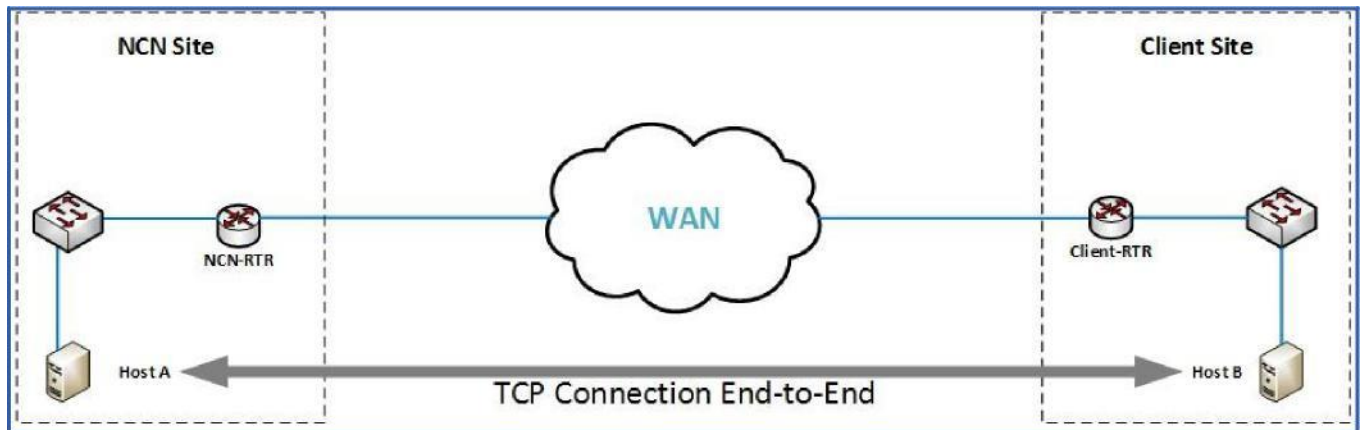 NCN Site
Client Site
WAN
NCN-RTR
Client-RTR
Host A
Host B
TCP Connection End-to-End